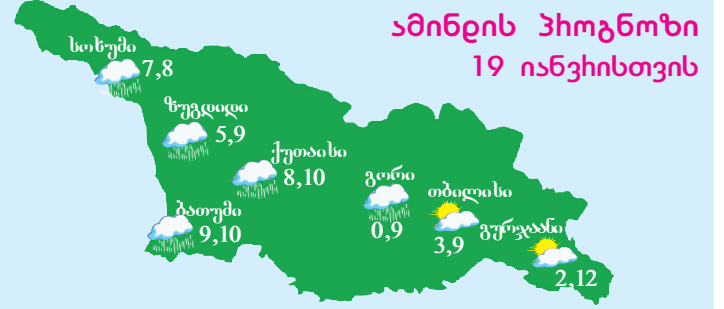 ამინდის პროგნოზი
19 იანვრისთვის
სოხუმი
7,8
ზუგდიდი
5,9
ქუთაისი
8,10
გორი
0,9
თბილისი
3,9
ბათუმი
9,10
გურჯაანი
2,12